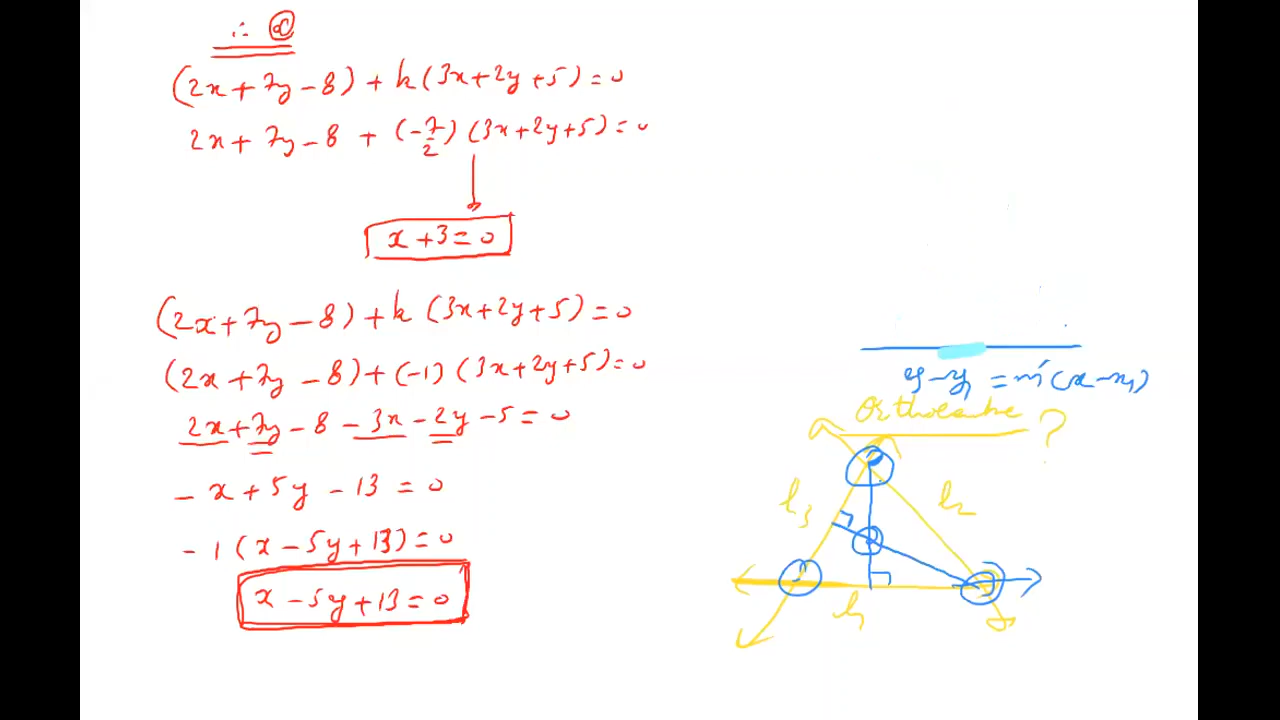 ∴ α
(2x + 7y - 8) + k(3x + 2y + 5) = 0
2x + 7y - 8 + (-7/2) (3x + 2y + 5) = 0
x + 3 = 0
(2x + 7y - 8) + k (3x + 2y + 5) = 0
(2x + 7y - 8) + (-1) (3x + 2y + 5) = 0
2x + 7y - 8 - 3x - 2y - 5 = 0
- x + 5y - 13 = 0
- 1 (x - 5y + 13) = 0
x - 5y + 13 = 0
y - y₁ = m'(x - x₁)
?
l₃
l₂
l₁